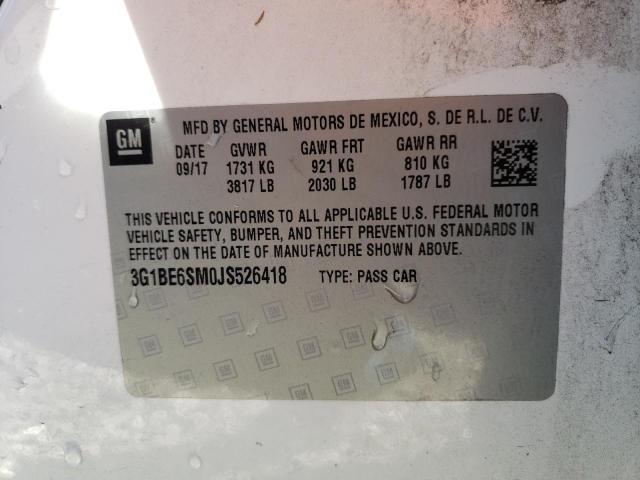 GM
MFD BY GENERAL MOTORS DE MEXICO, S. DE R.L. DE C.V.
DATE GVWR GAWR FRT GAWR RR
09/17 1731 KG 921 KG 810 KG
3817 LB 2030 LB 1787 LB
THIS VEHICLE CONFORMS TO ALL APPLICABLE U.S. FEDERAL MOTOR
VEHICLE SAFETY, BUMPER, AND THEFT PREVENTION STANDARDS IN
EFFECT ON THE DATE OF MANUFACTURE SHOWN ABOVE.
3G1BE6SM0JS526418 TYPE: PASS CAR